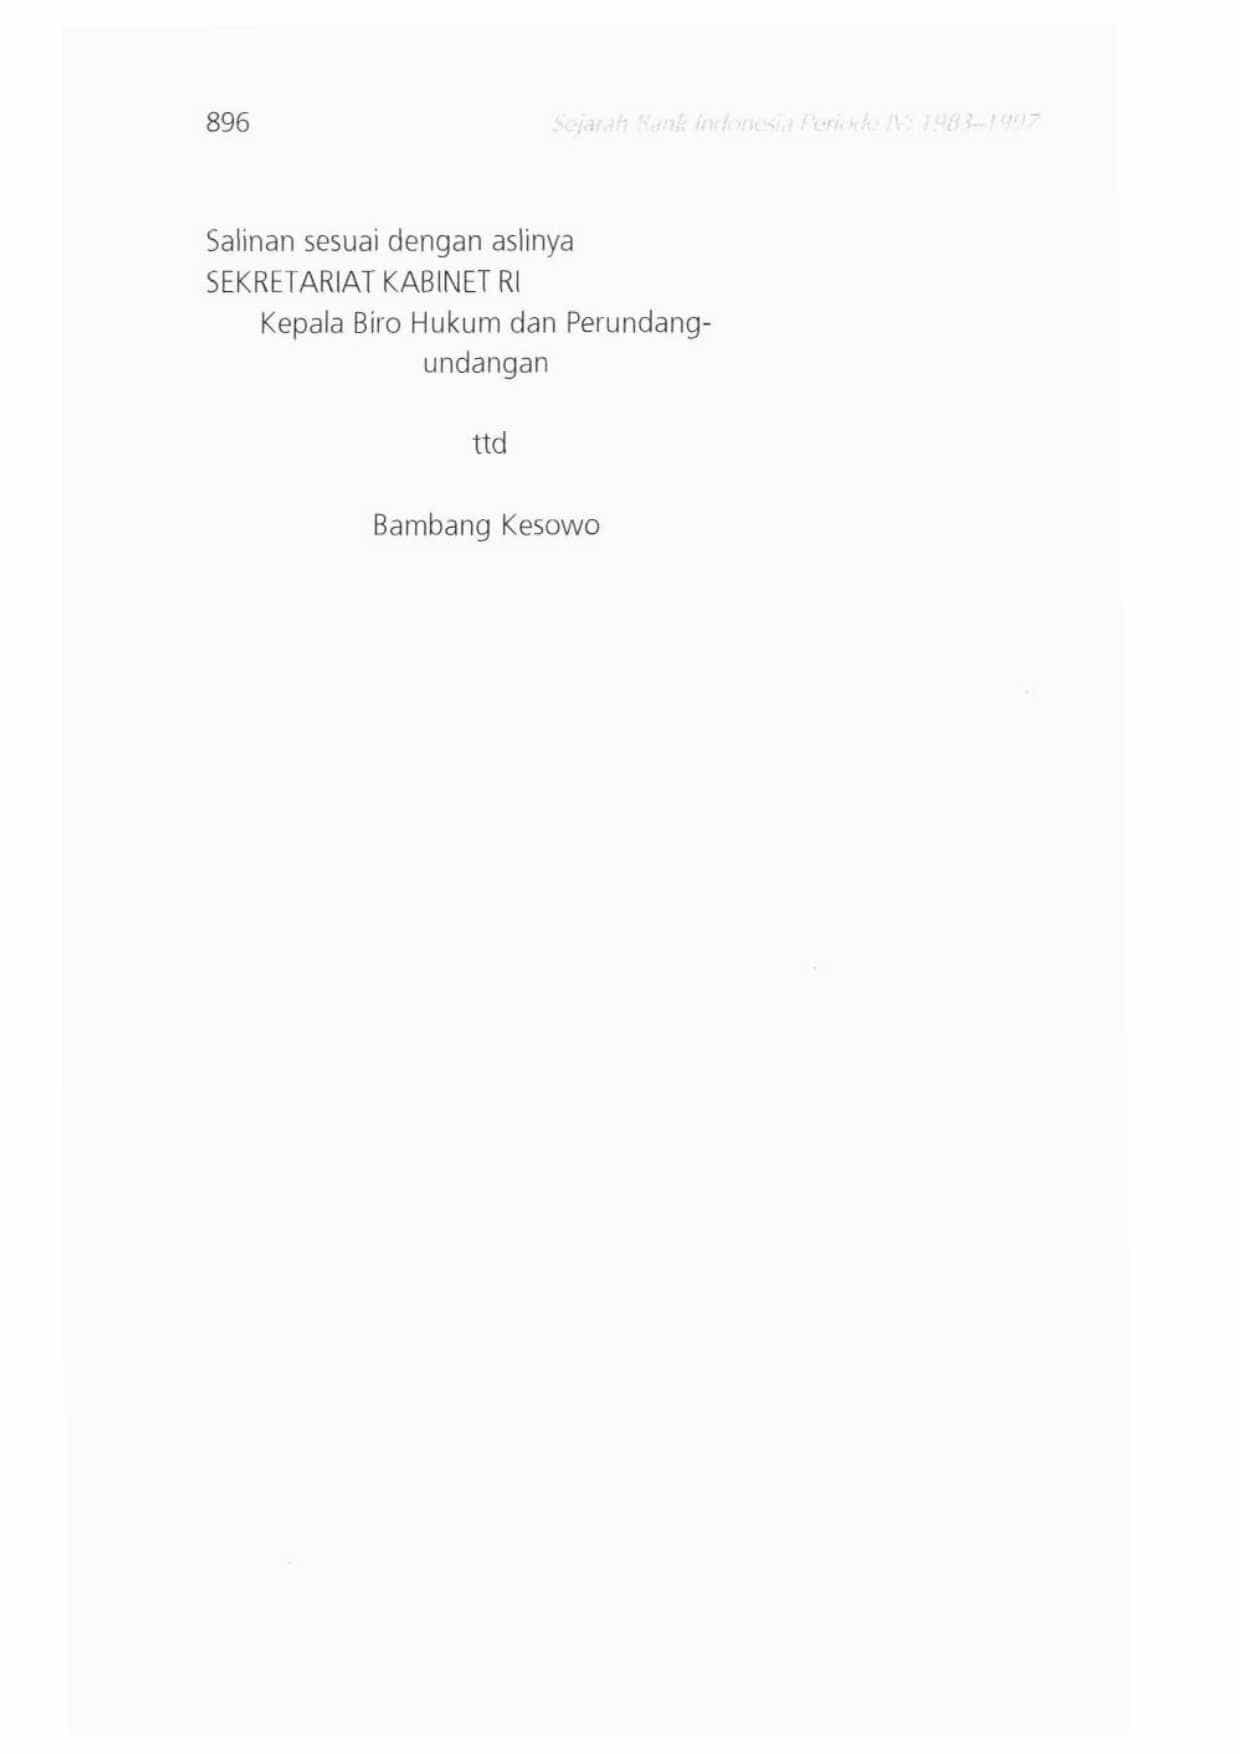 896
Sejarah Bank Indonesia Periode IV: 1983–1997
Salinan sesuai dengan aslinya
SEKRETARIAT KABINET RI
Kepala Biro Hukum dan Perundang-
undangan
ttd
Bambang Kesowo